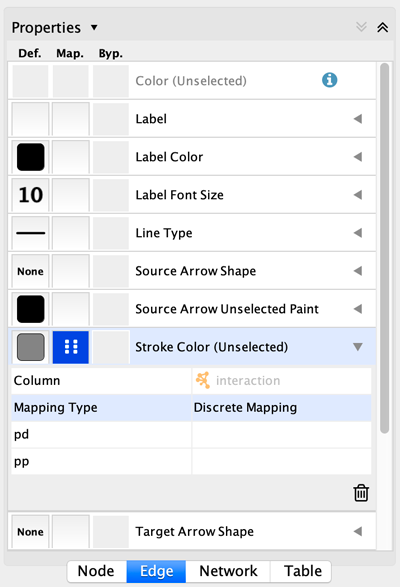 Properties
Def. Map. Byp.
Color (Unselected)
Label
Label Color
10 Label Font Size
Line Type
None Source Arrow Shape
Source Arrow Unselected Paint
Stroke Color (Unselected)
Column interaction
Mapping Type Discrete Mapping
pd
pp
None Target Arrow Shape
Node Edge Network Table